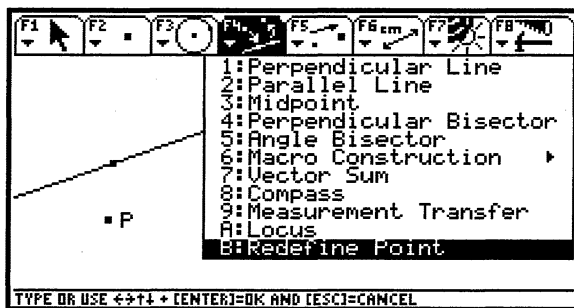 F1 F2 F3 F4 F5 F6 cm F7 F8
1:Perpendicular Line
2:Parallel Line
3:Midpoint
4:Perpendicular Bisector
5:Angle Bisector
6:Macro Construction ▸
7:Vector Sum
8:Compass
9:Measurement Transfer
A:Locus
B:Redefine Point
P
TYPE OR USE ←→↑↓ + [ENTER]=OK AND [ESC]=CANCEL